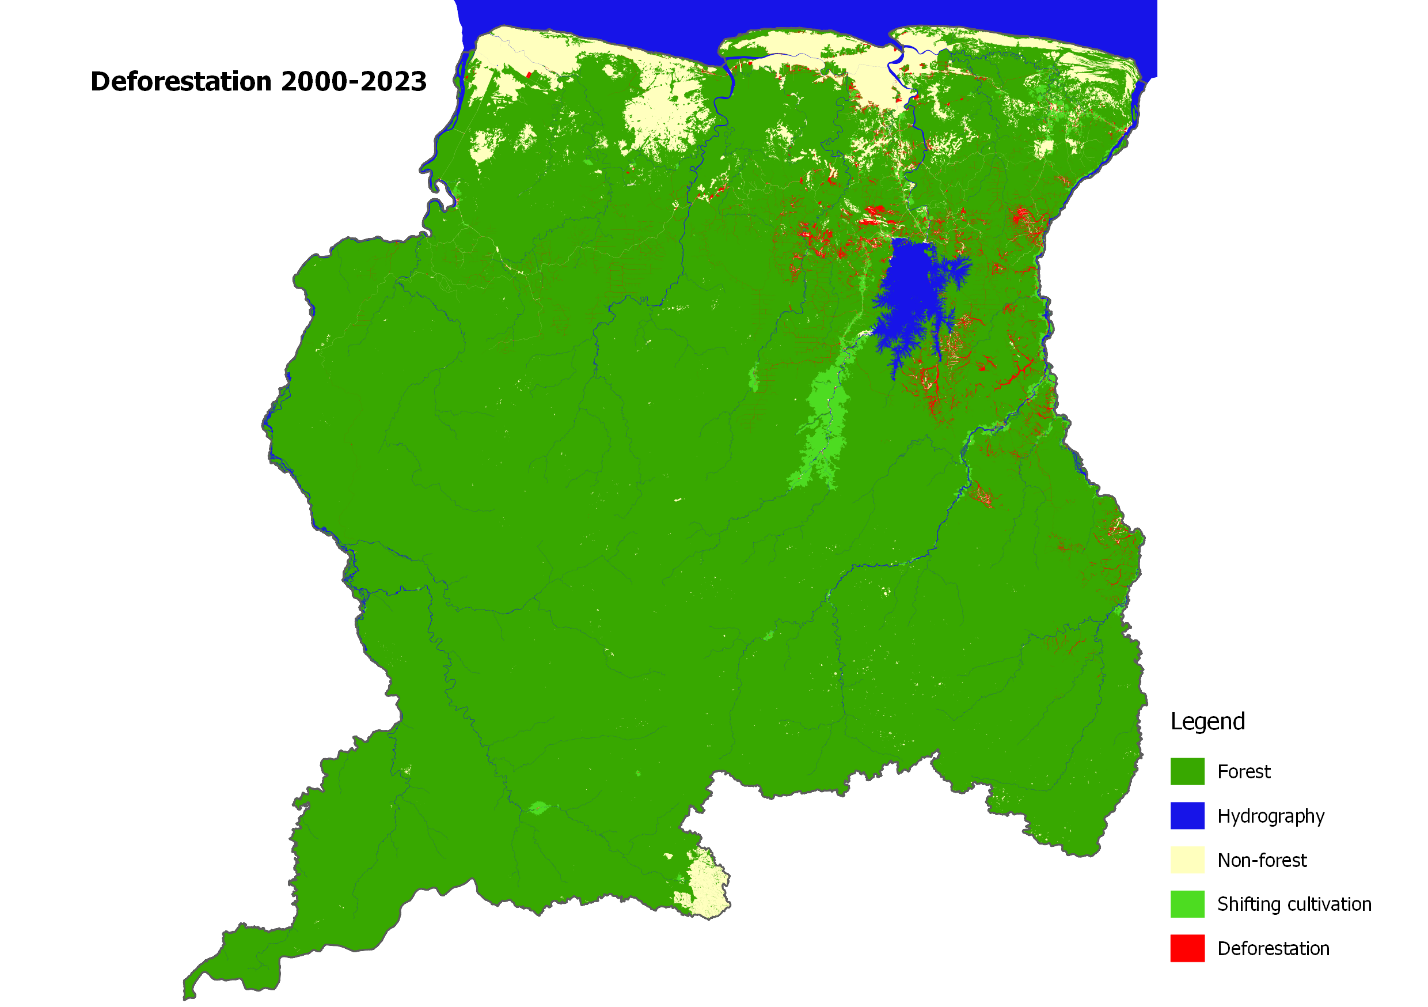 Deforestation 2000-2023
Legend
Forest
Hydrography
Non-forest
Shifting cultivation
Deforestation